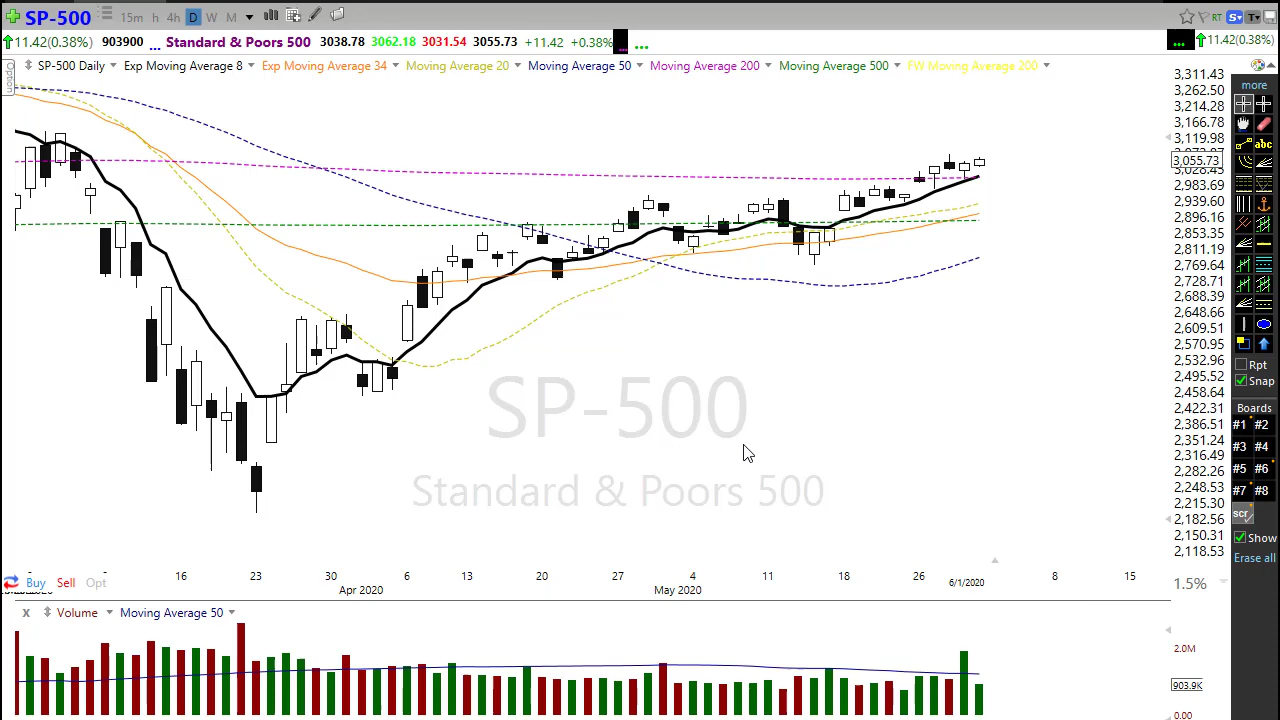 SP-500 15m h 4h D W M RT S T
11.42(0.38%) 903900 ... Standard & Poors 500 3038.78 3062.18 3031.54 3055.73 +11.42 +0.38% ... ... ... 11.42(0.38%)
Option SP-500 Daily Exp Moving Average 8 Exp Moving Average 34 Moving Average 20 Moving Average 50 Moving Average 200 Moving Average 500 FW Moving Average 200
3,311.43
3,262.50
3,214.28
3,166.78
3,119.98
3,055.73
2,983.69
2,939.60
2,896.16
2,853.35
2,811.19
2,769.64
2,728.71
2,688.39
2,648.66
2,609.51
2,570.95
2,532.96
2,495.52
2,458.64
2,422.31
2,386.51
2,351.24
2,316.49
2,282.26
2,248.53
2,215.30
2,182.56
2,150.31
2,118.53
more
abc
Rpt
Snap
Boards
#1 #2
#3 #4
#5 #6
#7 #8
scr
Show
Erase all
SP-500
Standard & Poors 500
16 23 30 6 13 20 27 4 11 18 26 6/1/2020 8 15
Apr 2020 May 2020
Buy Sell Opt 1.5%
X Volume Moving Average 50
2.0M
903.9K
0.00